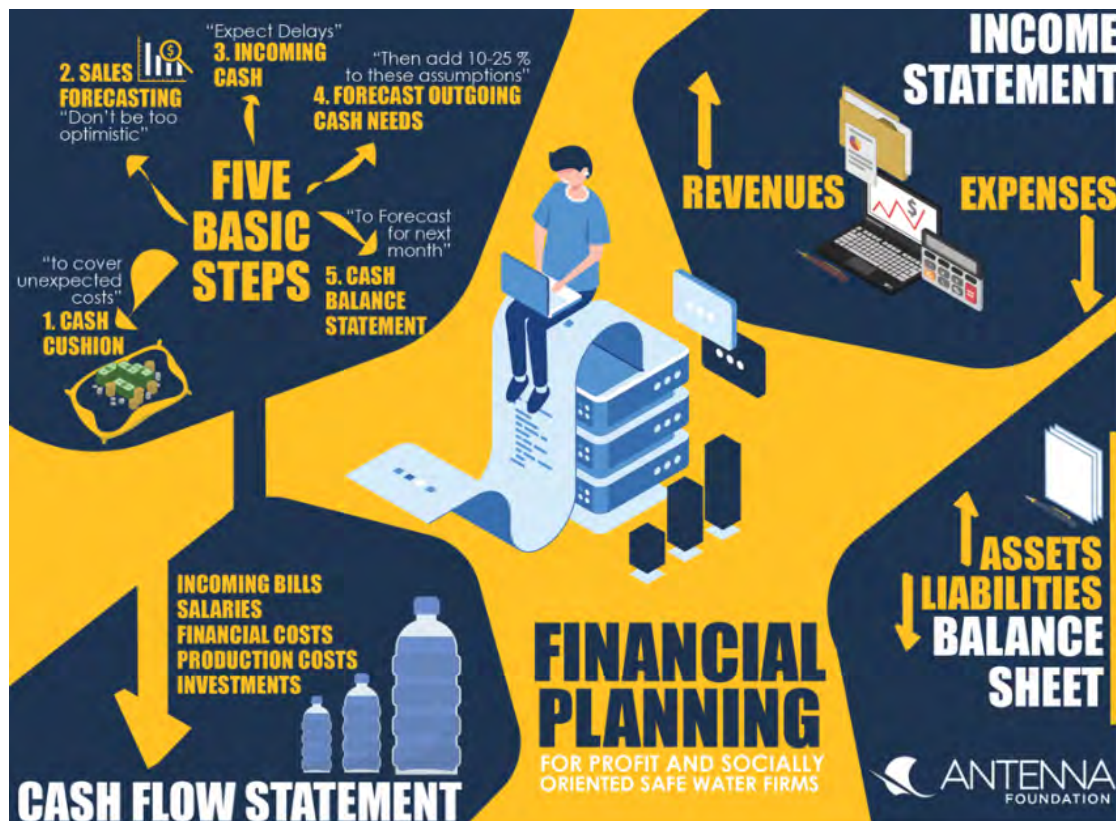 "Expect Delays"
3. INCOMING
CASH
2. SALES
FORECASTING
"Don't be too
optimistic"
"Then add 10-25 %
to these assumptions"
4. FORECAST OUTGOING
CASH NEEDS
FIVE
BASIC
STEPS
"To Forecast
for next
month"
5. CASH
BALANCE
STATEMENT
"to cover
unexpected
costs"
1. CASH
CUSHION
INCOME
STATEMENT
REVENUES
EXPENSES
$
ASSETS
LIABILITIES
BALANCE
SHEET
INCOMING BILLS
SALARIES
FINANCIAL COSTS
PRODUCTION COSTS
INVESTMENTS
CASH FLOW STATEMENT
FINANCIAL
PLANNING
FOR PROFIT AND SOCIALLY
ORIENTED SAFE WATER FIRMS
ANTENNA
FOUNDATION